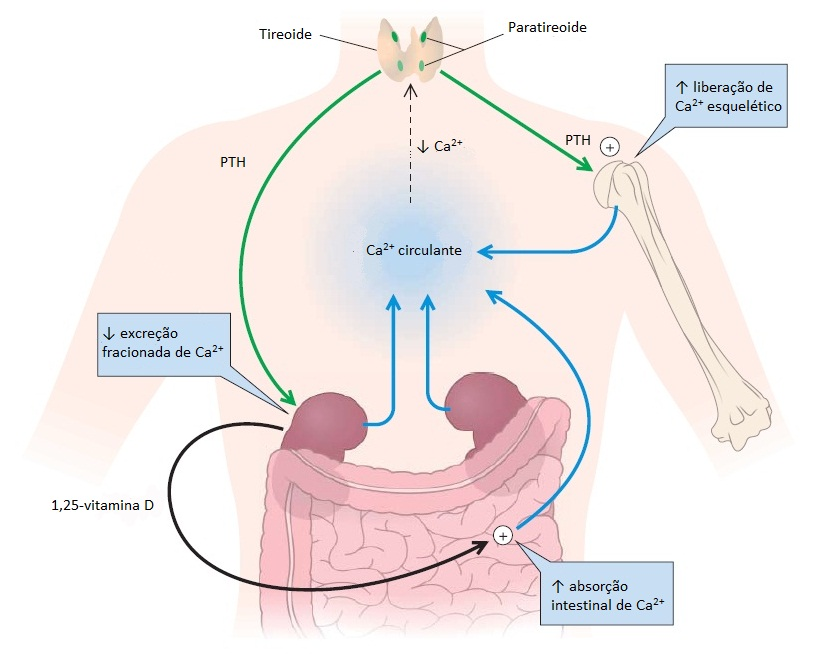 Tireoide
Paratireoide
↑ liberação de
Ca²⁺ esquelético
↓ Ca²⁺
PTH
+
PTH
Ca²⁺ circulante
↓ excreção
fracionada de Ca²⁺
1,25-vitamina D
+
↑ absorção
intestinal de Ca²⁺